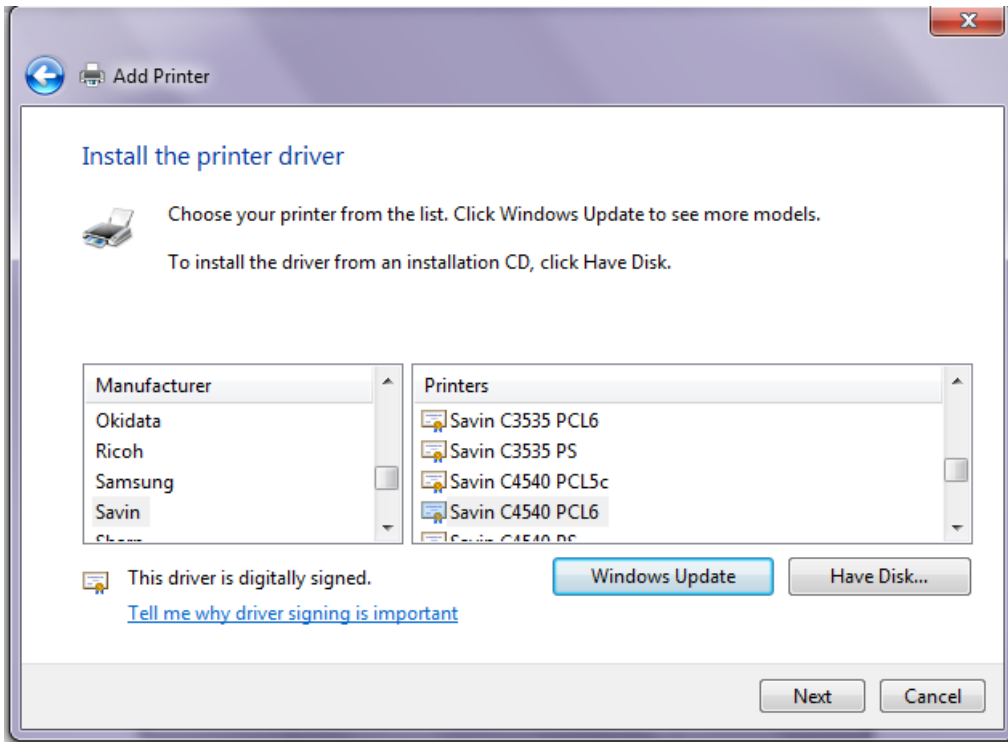 Add Printer
Install the printer driver
Choose your printer from the list. Click Windows Update to see more models.
To install the driver from an installation CD, click Have Disk.
Manufacturer
Okidata
Ricoh
Samsung
Savin
Printers
Savin C3535 PCL6
Savin C3535 PS
Savin C4540 PCL5c
Savin C4540 PCL6
Savin C4540 PS
This driver is digitally signed.
Tell me why driver signing is important
Windows Update
Have Disk...
Next
Cancel